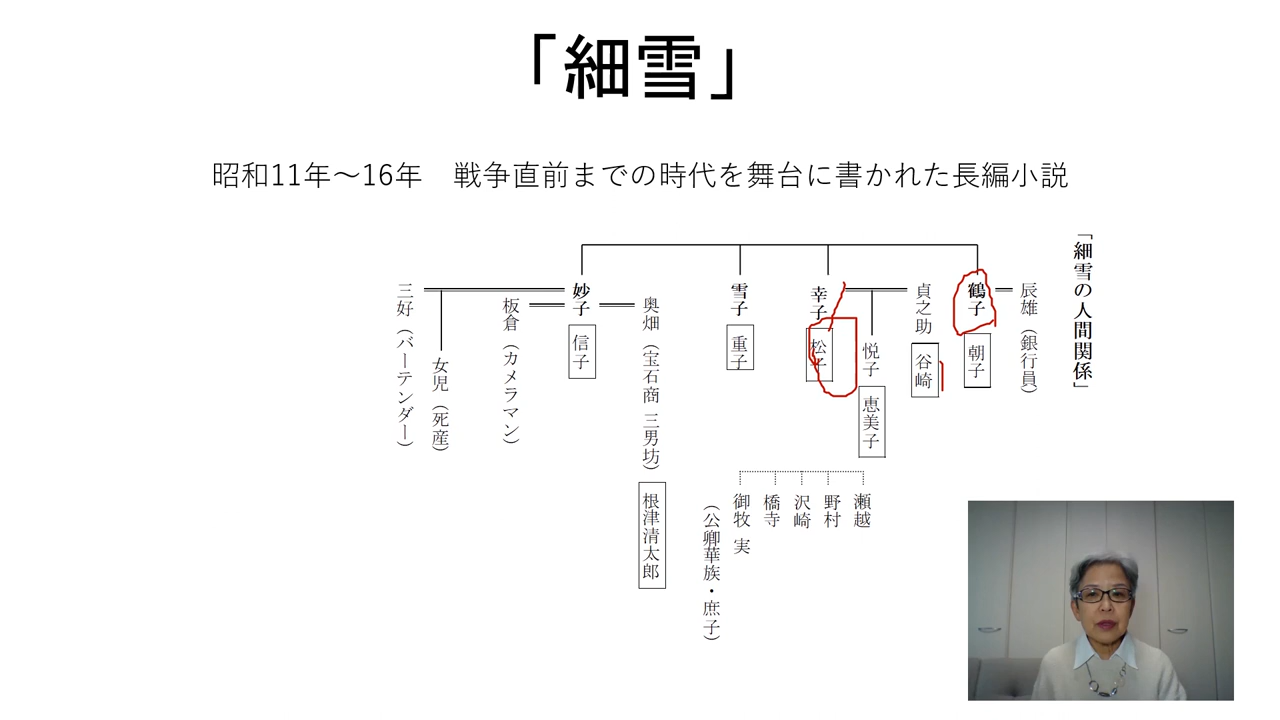 「細雪」
昭和11年～16年　戦争直前までの時代を舞台に書かれた長編小説
「細雪の人間関係」
辰雄（銀行員）
鶴子
朝子
貞之助
谷崎
悦子
恵美子
幸子
松子
雪子
重子
瀬越
野村
沢崎
橋寺
御牧　実
（公卿華族・庶子）
奥畑（宝石商　三男坊）
根津清太郎
妙子
信子
板倉（カメラマン）
女児（死産）
三好（バーテンダー）